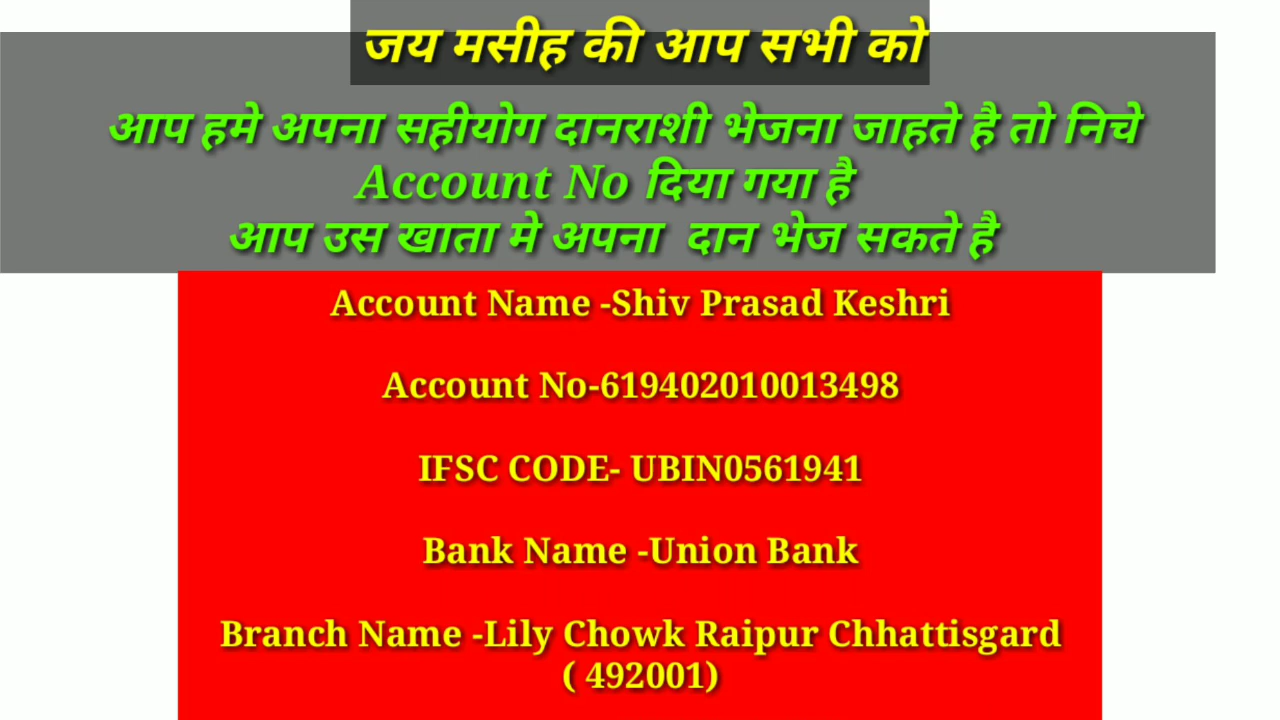 जय मसीह की आप सभी को
आप हमे अपना सहीयोग दानराशी भेजना जाहते है तो निचे
Account No दिया गया है
आप उस खाता मे अपना दान भेज सकते है
Account Name -Shiv Prasad Keshri
Account No-619402010013498
IFSC CODE- UBIN0561941
Bank Name -Union Bank
Branch Name -Lily Chowk Raipur Chhattisgard
( 492001)